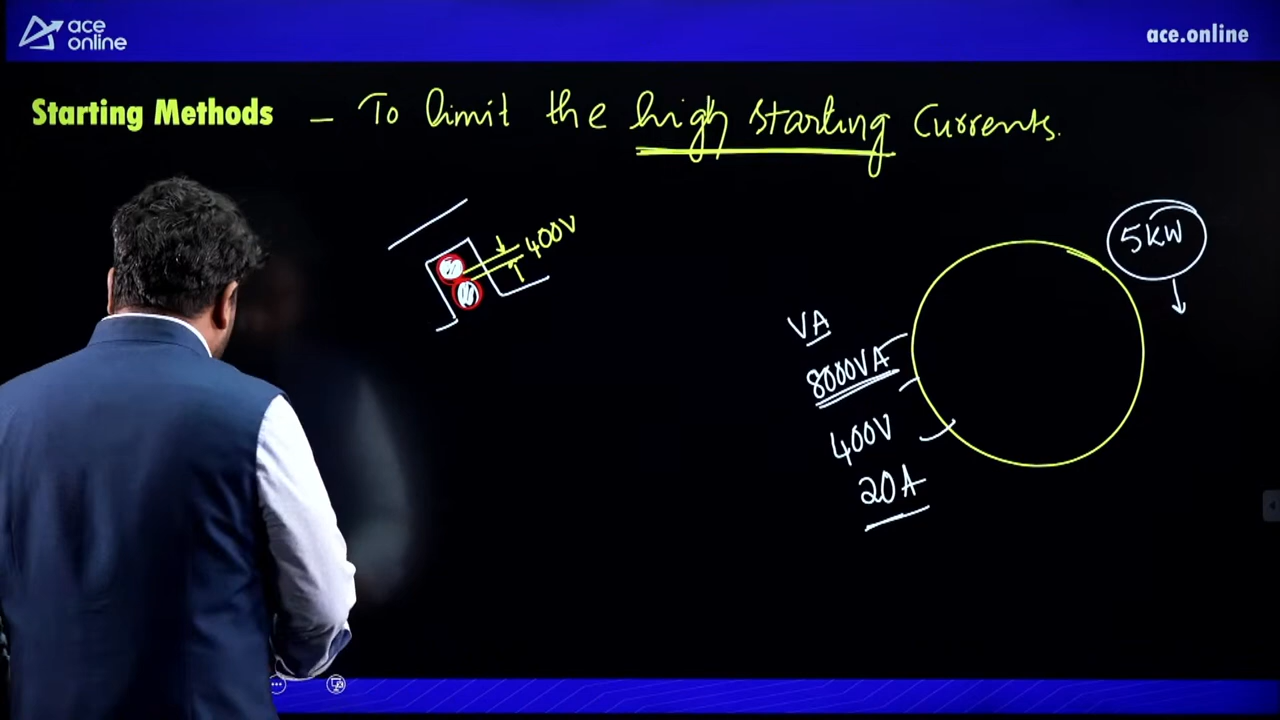 ace
online
ace.online
Starting Methods – To limit the high starting currents.
400V
5KW
VA
8000VA
400V
20A